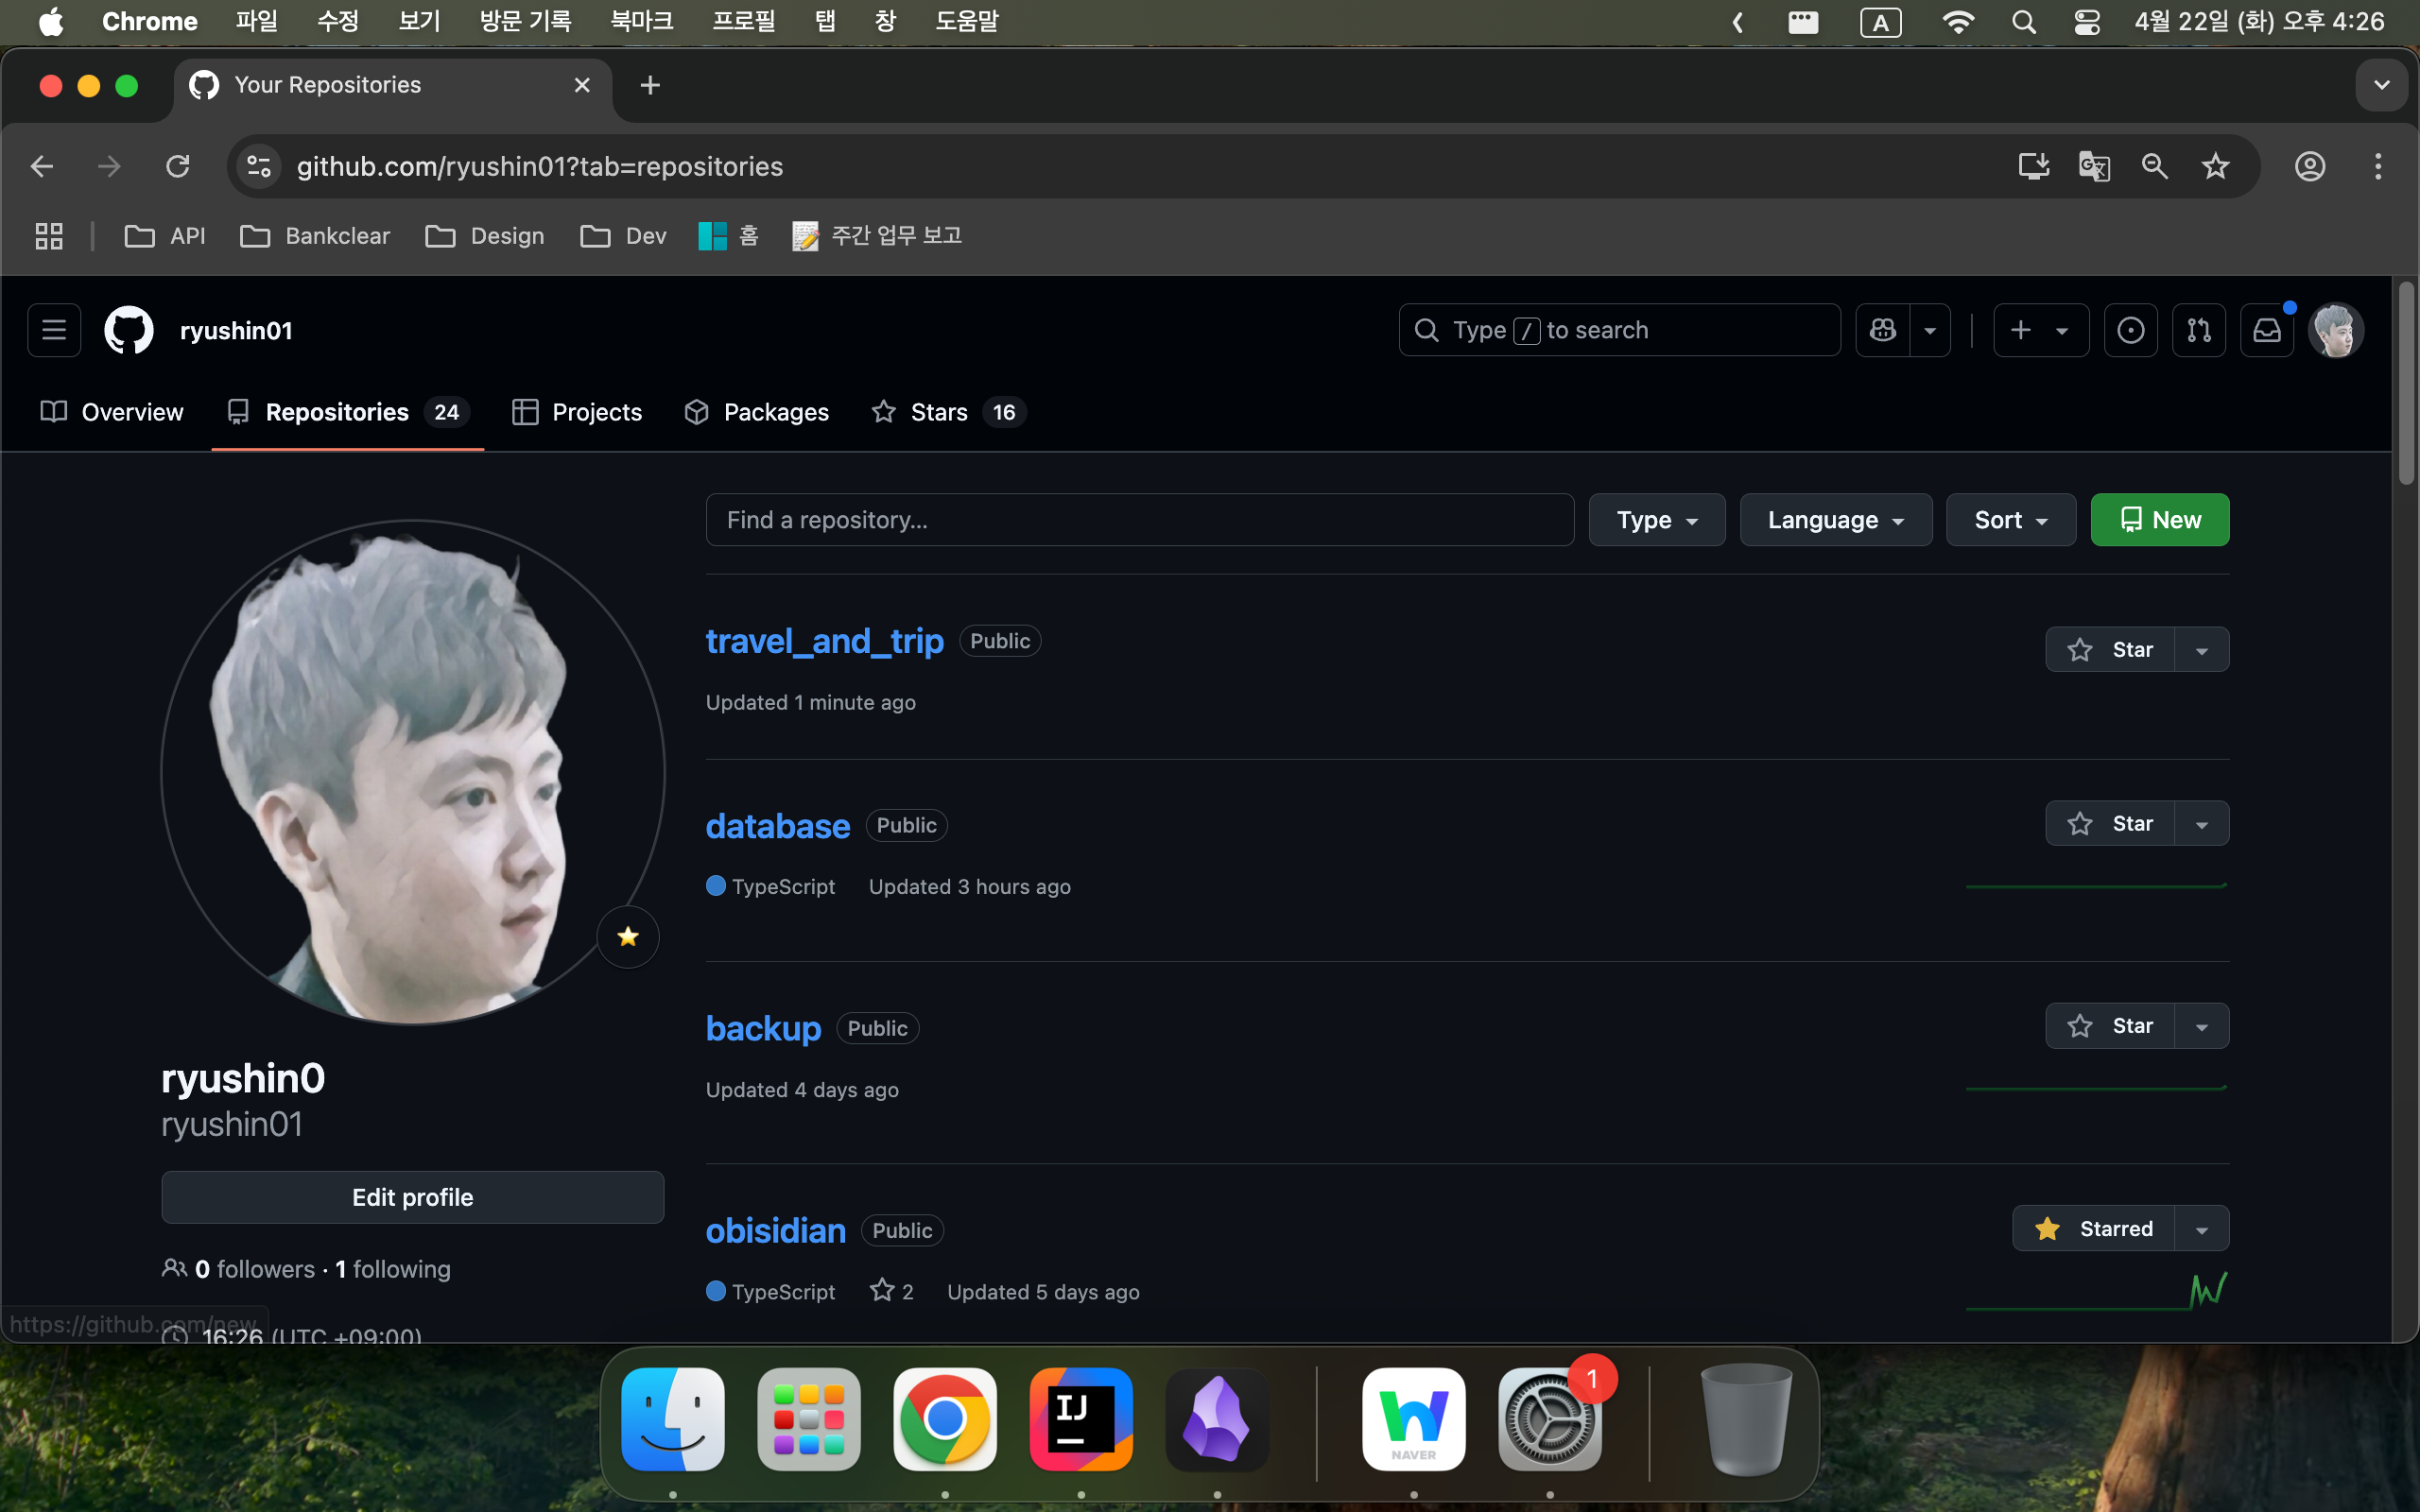 Chrome 파일 수정 보기 방문 기록 북마크 프로필 탭 창 도움말 A 4월 22일 (화) 오후 4:26
Your Repositories
github.com/ryushin01?tab=repositories
API Bankclear Design Dev 홈 주간 업무 보고
ryushin01 Type / to search
Overview Repositories 24 Projects Packages Stars 16
Find a repository... Type Language Sort New
travel_and_trip Public Star
Updated 1 minute ago
database Public Star
TypeScript Updated 3 hours ago
backup Public Star
Updated 4 days ago
obisidian Public Starred
TypeScript 2 Updated 5 days ago
ryushin0
ryushin01
Edit profile
0 followers · 1 following
16:26 (UTC +09:00)
https://github.com/new
IJ
NAVER
1